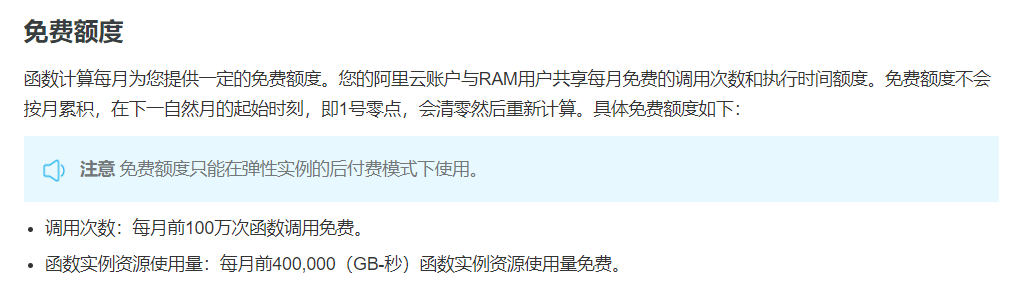 免费额度
函数计算每月为您提供一定的免费额度。您的阿里云账户与RAM用户共享每月免费的调用次数和执行时间额度。免费额度不会
按月累积，在下一自然月的起始时刻，即1号零点，会清零然后重新计算。具体免费额度如下：
注意 免费额度只能在弹性实例的后付费模式下使用。
• 调用次数：每月前100万次函数调用免费。
• 函数实例资源使用量：每月前400,000（GB-秒）函数实例资源使用量免费。